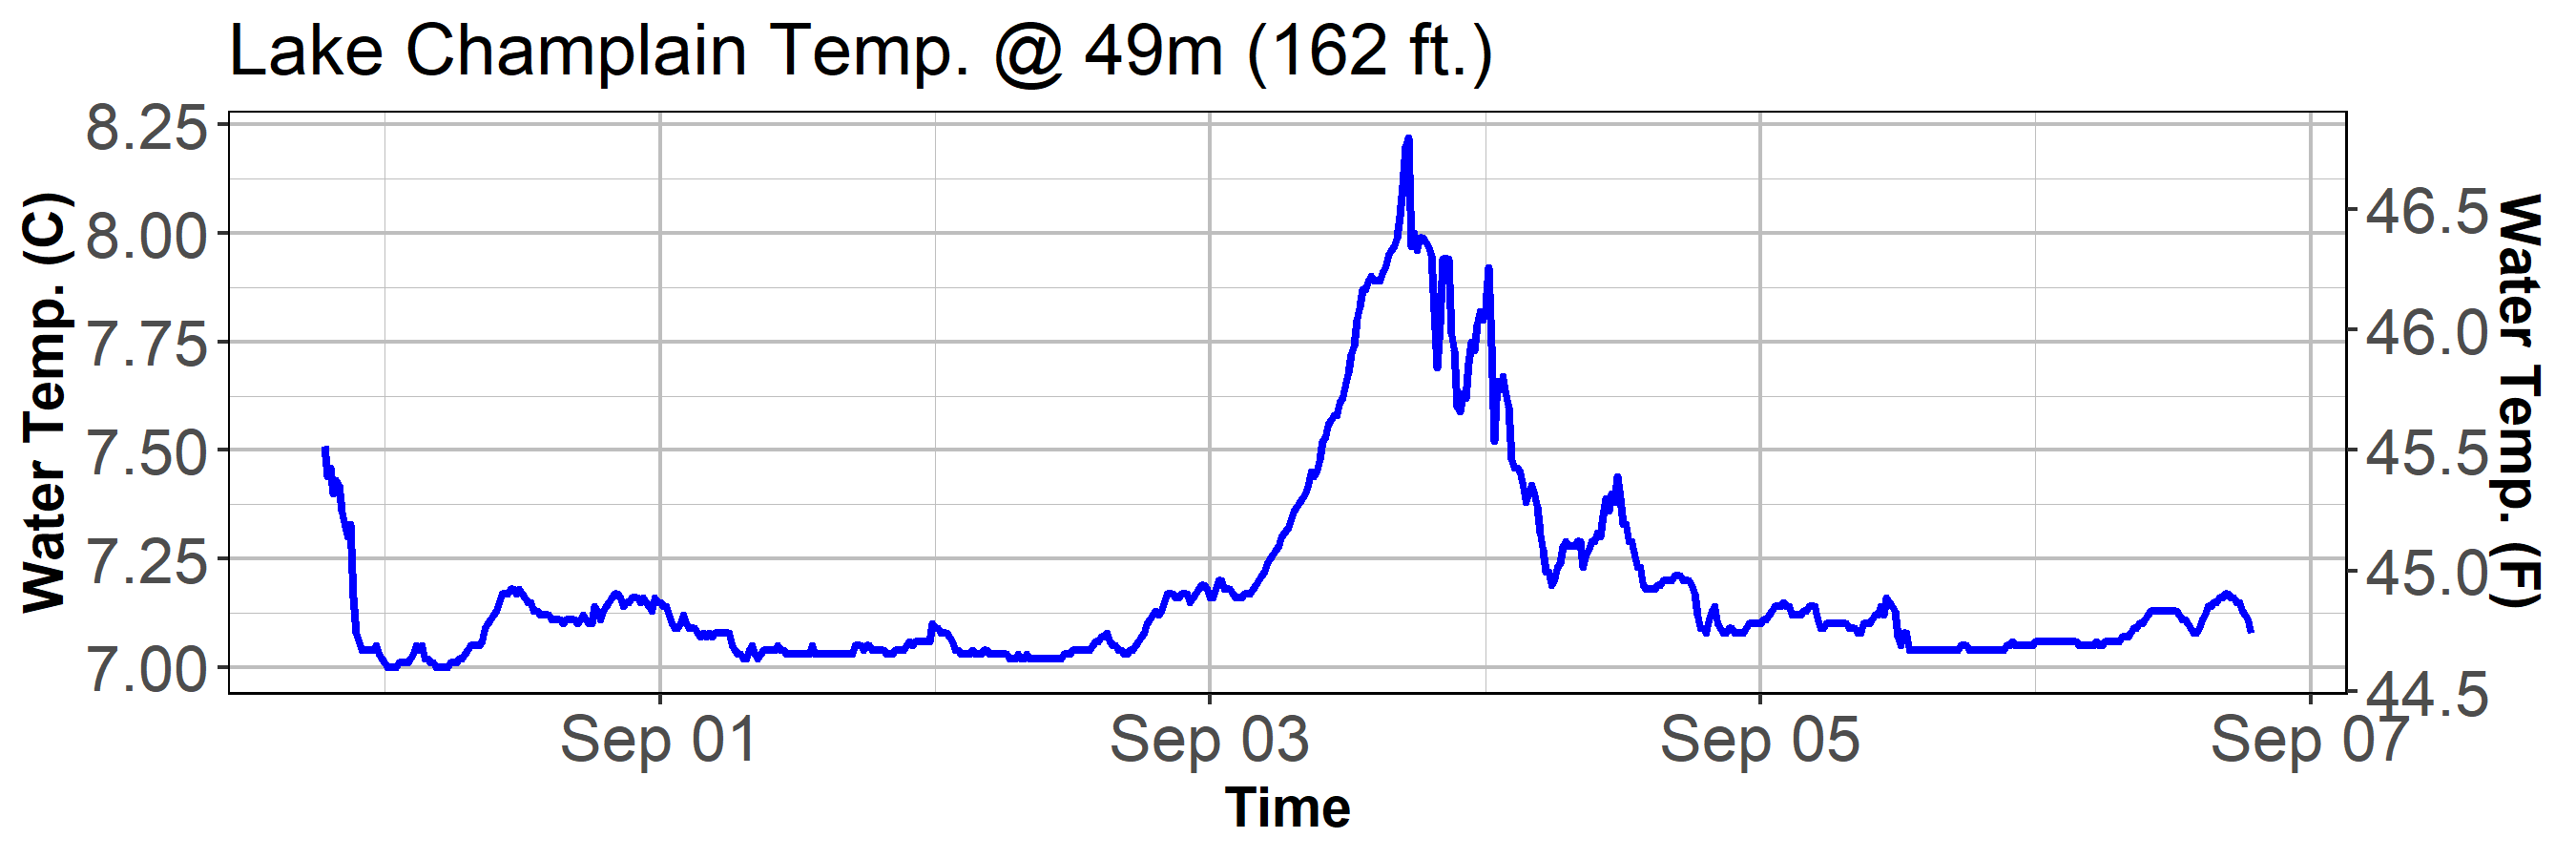 Lake Champlain Temp. @ 49m (162 ft.)
Water Temp. (C)
8.25
8.00
7.75
7.50
7.25
7.00
46.5
46.0
45.5
45.0
44.5
Water Temp. (F)
Sep 01
Sep 03
Sep 05
Sep 07
Time